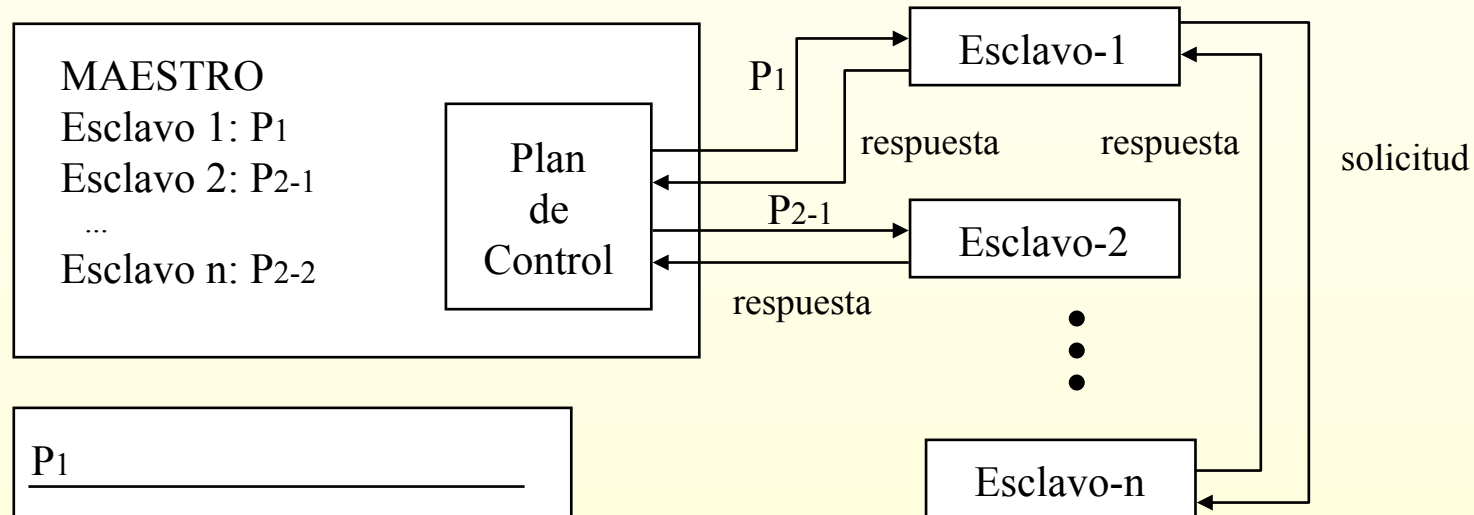 MAESTRO
Esclavo 1: P1
Esclavo 2: P2-1
...
Esclavo n: P2-2
Plan
de
Control
P1
respuesta
P2-1
respuesta
Esclavo-1
respuesta
solicitud
Esclavo-2
Esclavo-n
P1